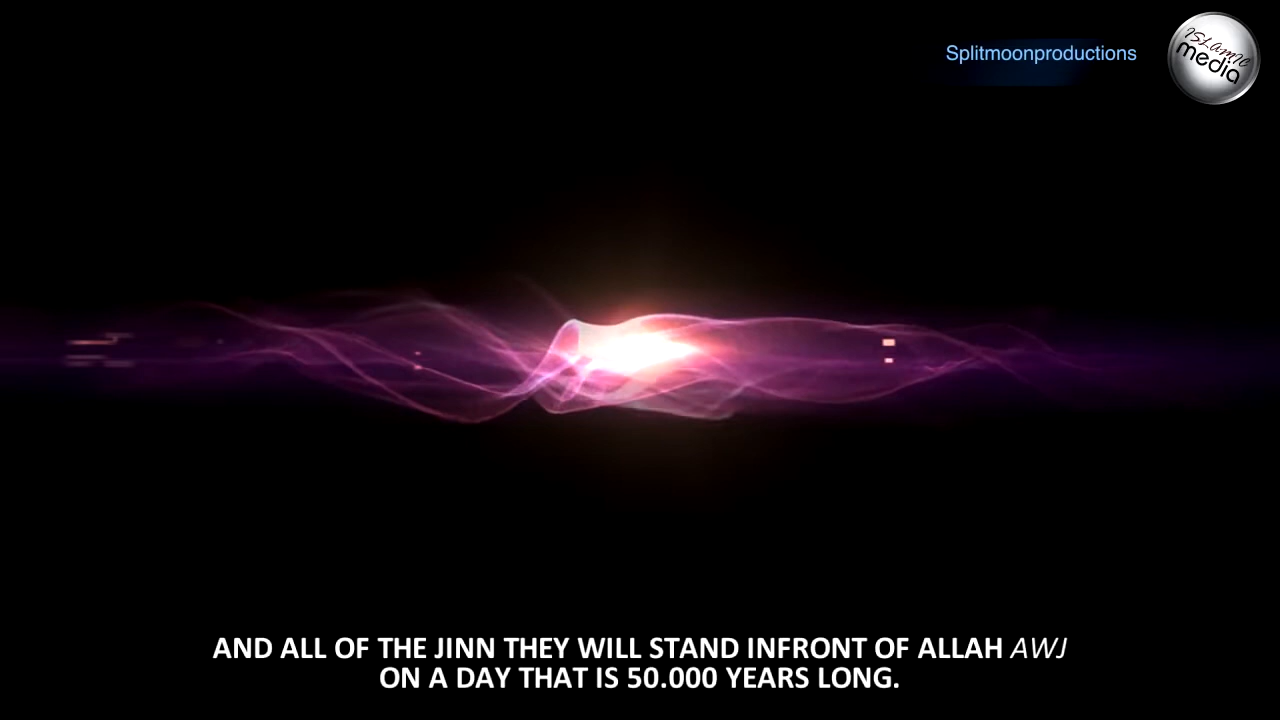 Splitmoonproductions
ISLAMIC
media
AND ALL OF THE JINN THEY WILL STAND INFRONT OF ALLAH AWJ
ON A DAY THAT IS 50.000 YEARS LONG.